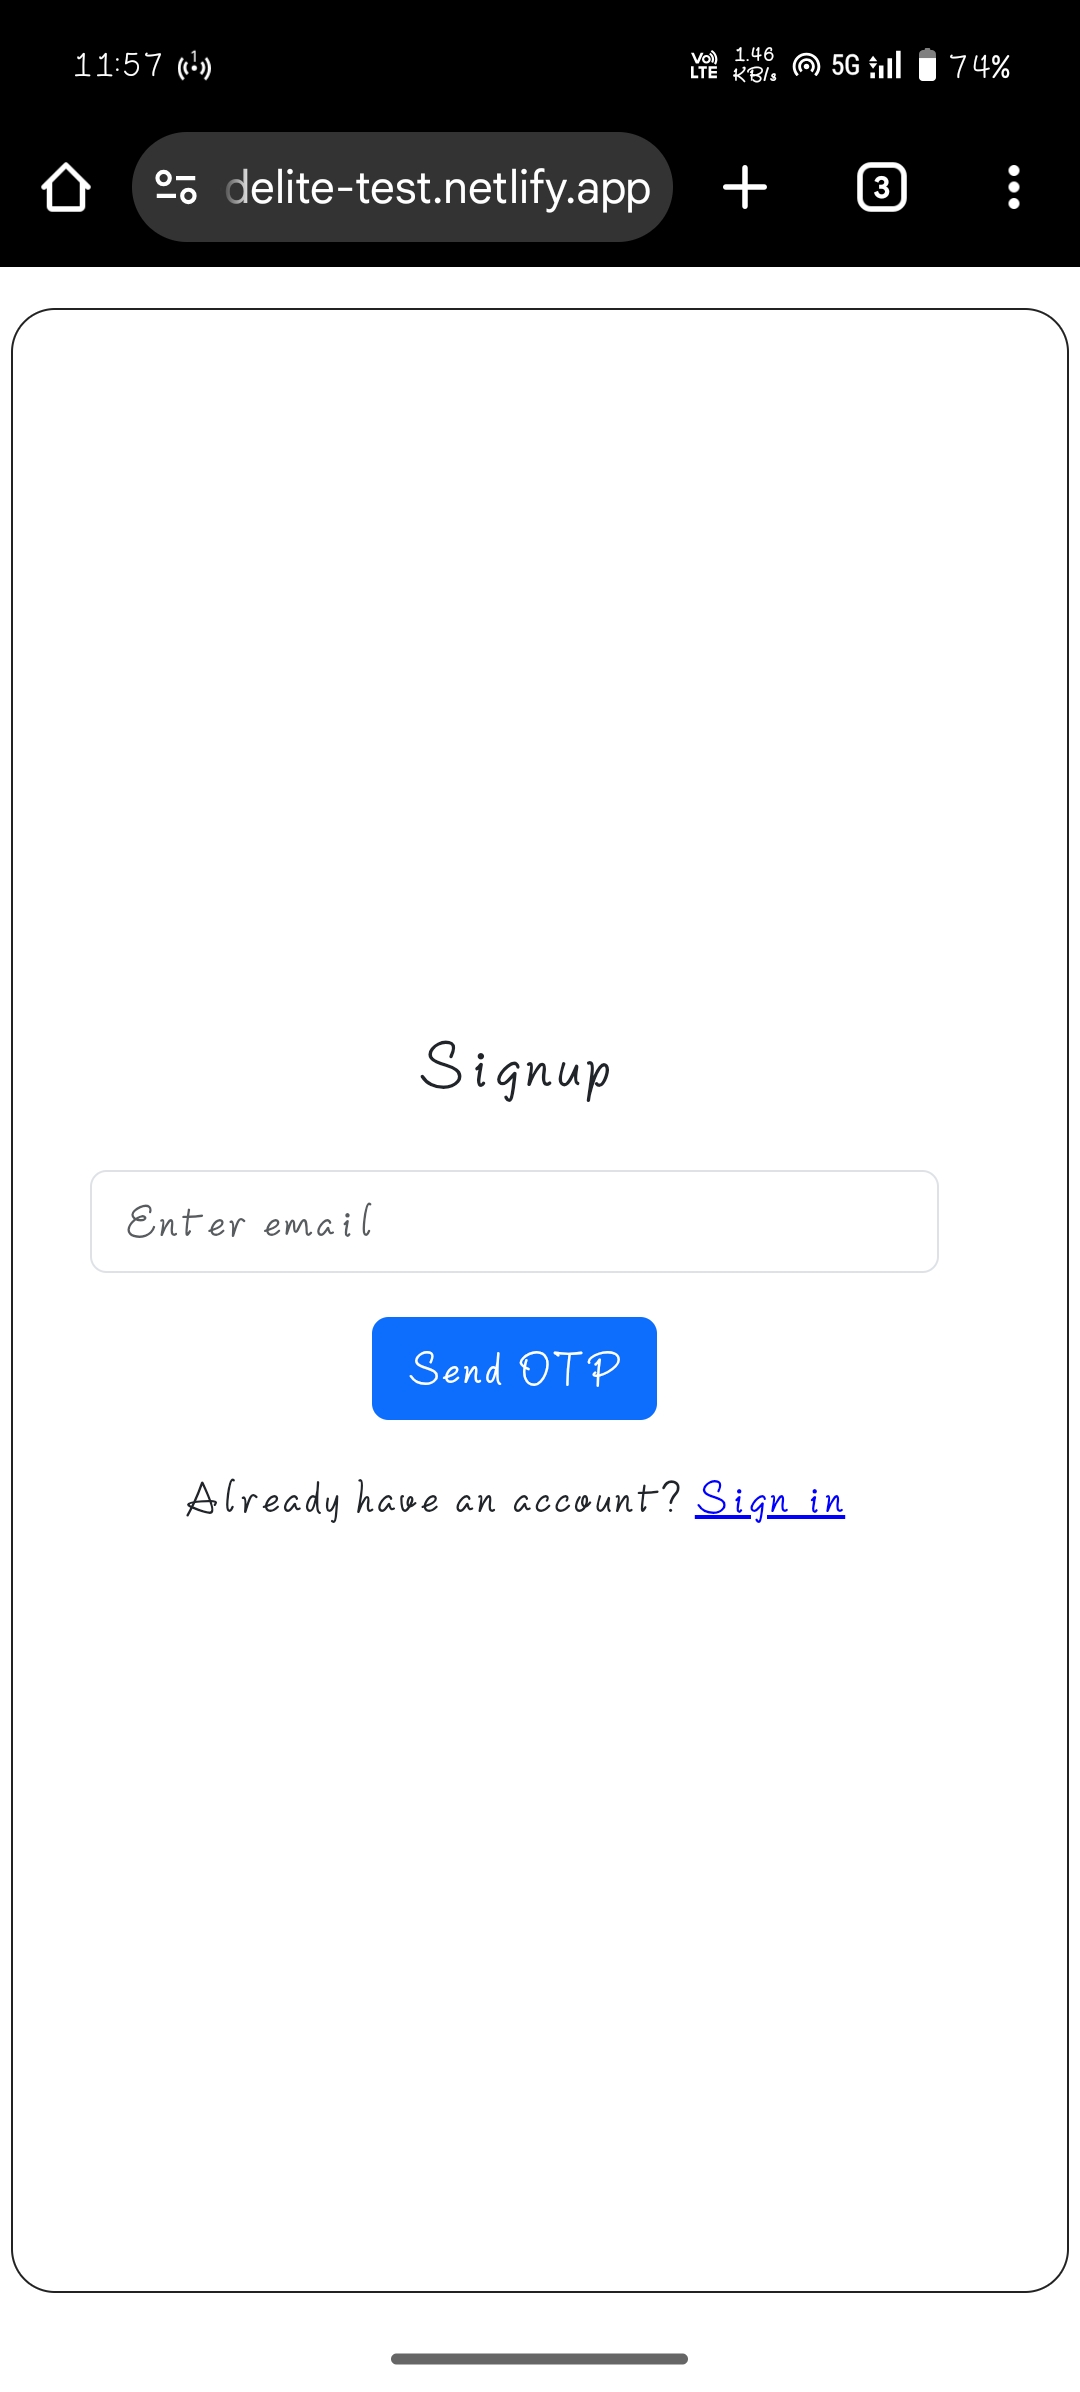 11:57 1 Vo) LTE 1.46 KB/s 5G 74%
delite-test.netlify.app 3
Signup
Enter email
Send OTP
Already have an account? Sign in